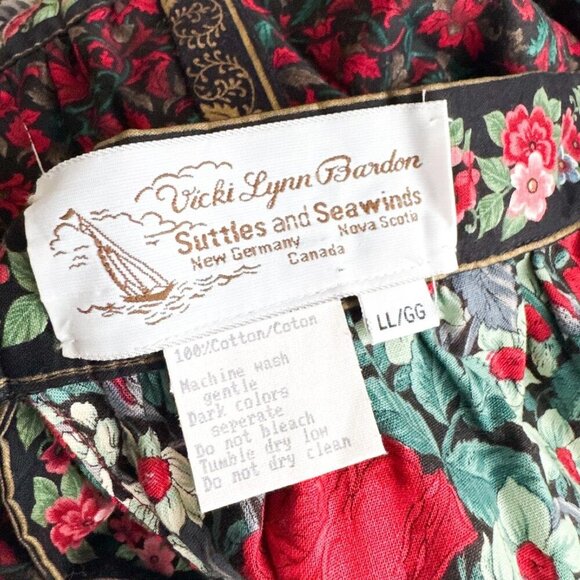 Vicki Lynn Bardon
Suttles and Seawinds
New Germany Nova Scotia
Canada
LL/GG
100%Cotton/Coton
Machine wash
gentle
Dark colors
seperate
Do not bleach
Tumble dry low
Do not dry clean